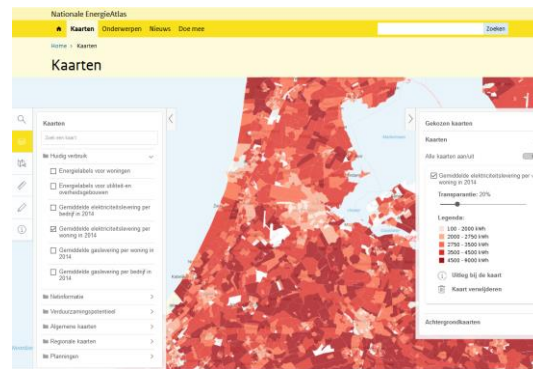 Nationale EnergieAtlas
Kaarten Onderwerpen Nieuws Doe mee
Zoeken
Home > Kaarten
Kaarten
Kaarten
Zoek een kaart
Huidig verbruik
Energielabels voor woningen
Energielabels voor utiliteit en
overheidsgebouwen
Gemiddelde elektriciteitslevering per
bedrijf in 2014
Gemiddelde elektriciteitslevering per
woning in 2014
Gemiddelde gaslevering per woning in
2014
Gemiddelde gaslevering per bedrijf in
2014
Netinformatie
Verduurzamingspotentieel
Algemene kaarten
Regionale kaarten
Planningen
Gekozen kaarten
Kaarten
Alle kaarten aan/uit
Gemiddelde elektriciteitslevering per
woning in 2014
Transparantie: 20%
Legenda:
100 - 2000 kWh
2000 - 2750 kWh
2750 - 3500 kWh
3500 - 4500 kWh
4500 - 9000 kWh
Uitleg bij de kaart
Kaart verwijderen
Achtergrondkaarten